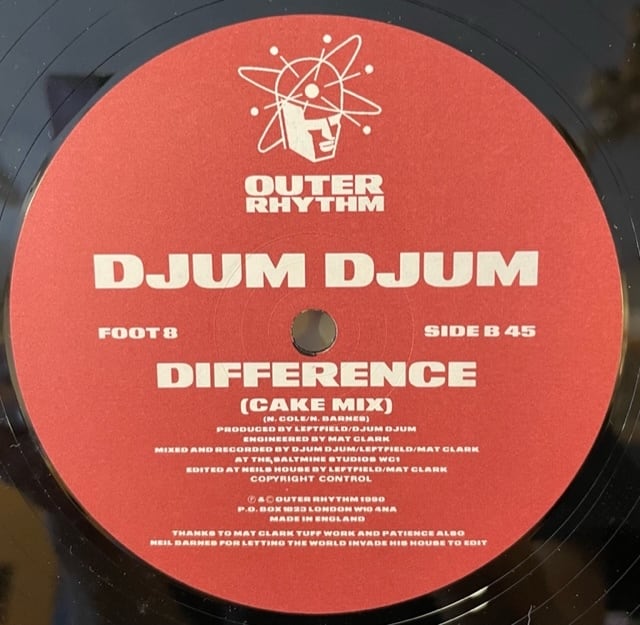 OUTER
RHYTHM
DJUM DJUM
FOOT 8
SIDE B 45
DIFFERENCE
(CAKE MIX)
(N. COLE/N. BARNES)
PRODUCED BY LEFTFIELD/DJUM DJUM
ENGINEERED BY MAT CLARK
MIXED AND RECORDED BY DJUM DJUM/LEFTFIELD/MAT CLARK
AT THE SALTMINE STUDIOS WC1
EDITED AT NEILS HOUSE BY LEFTFIELD/MAT CLARK
COPYRIGHT CONTROL
℗ & © OUTER RHYTHM 1990
P.O. BOX 1823 LONDON W10 4NA
MADE IN ENGLAND
THANKS TO MAT CLARK TUFF WORK AND PATIENCE ALSO
NEIL BARNES FOR LETTING THE WORLD INVADE HIS HOUSE TO EDIT